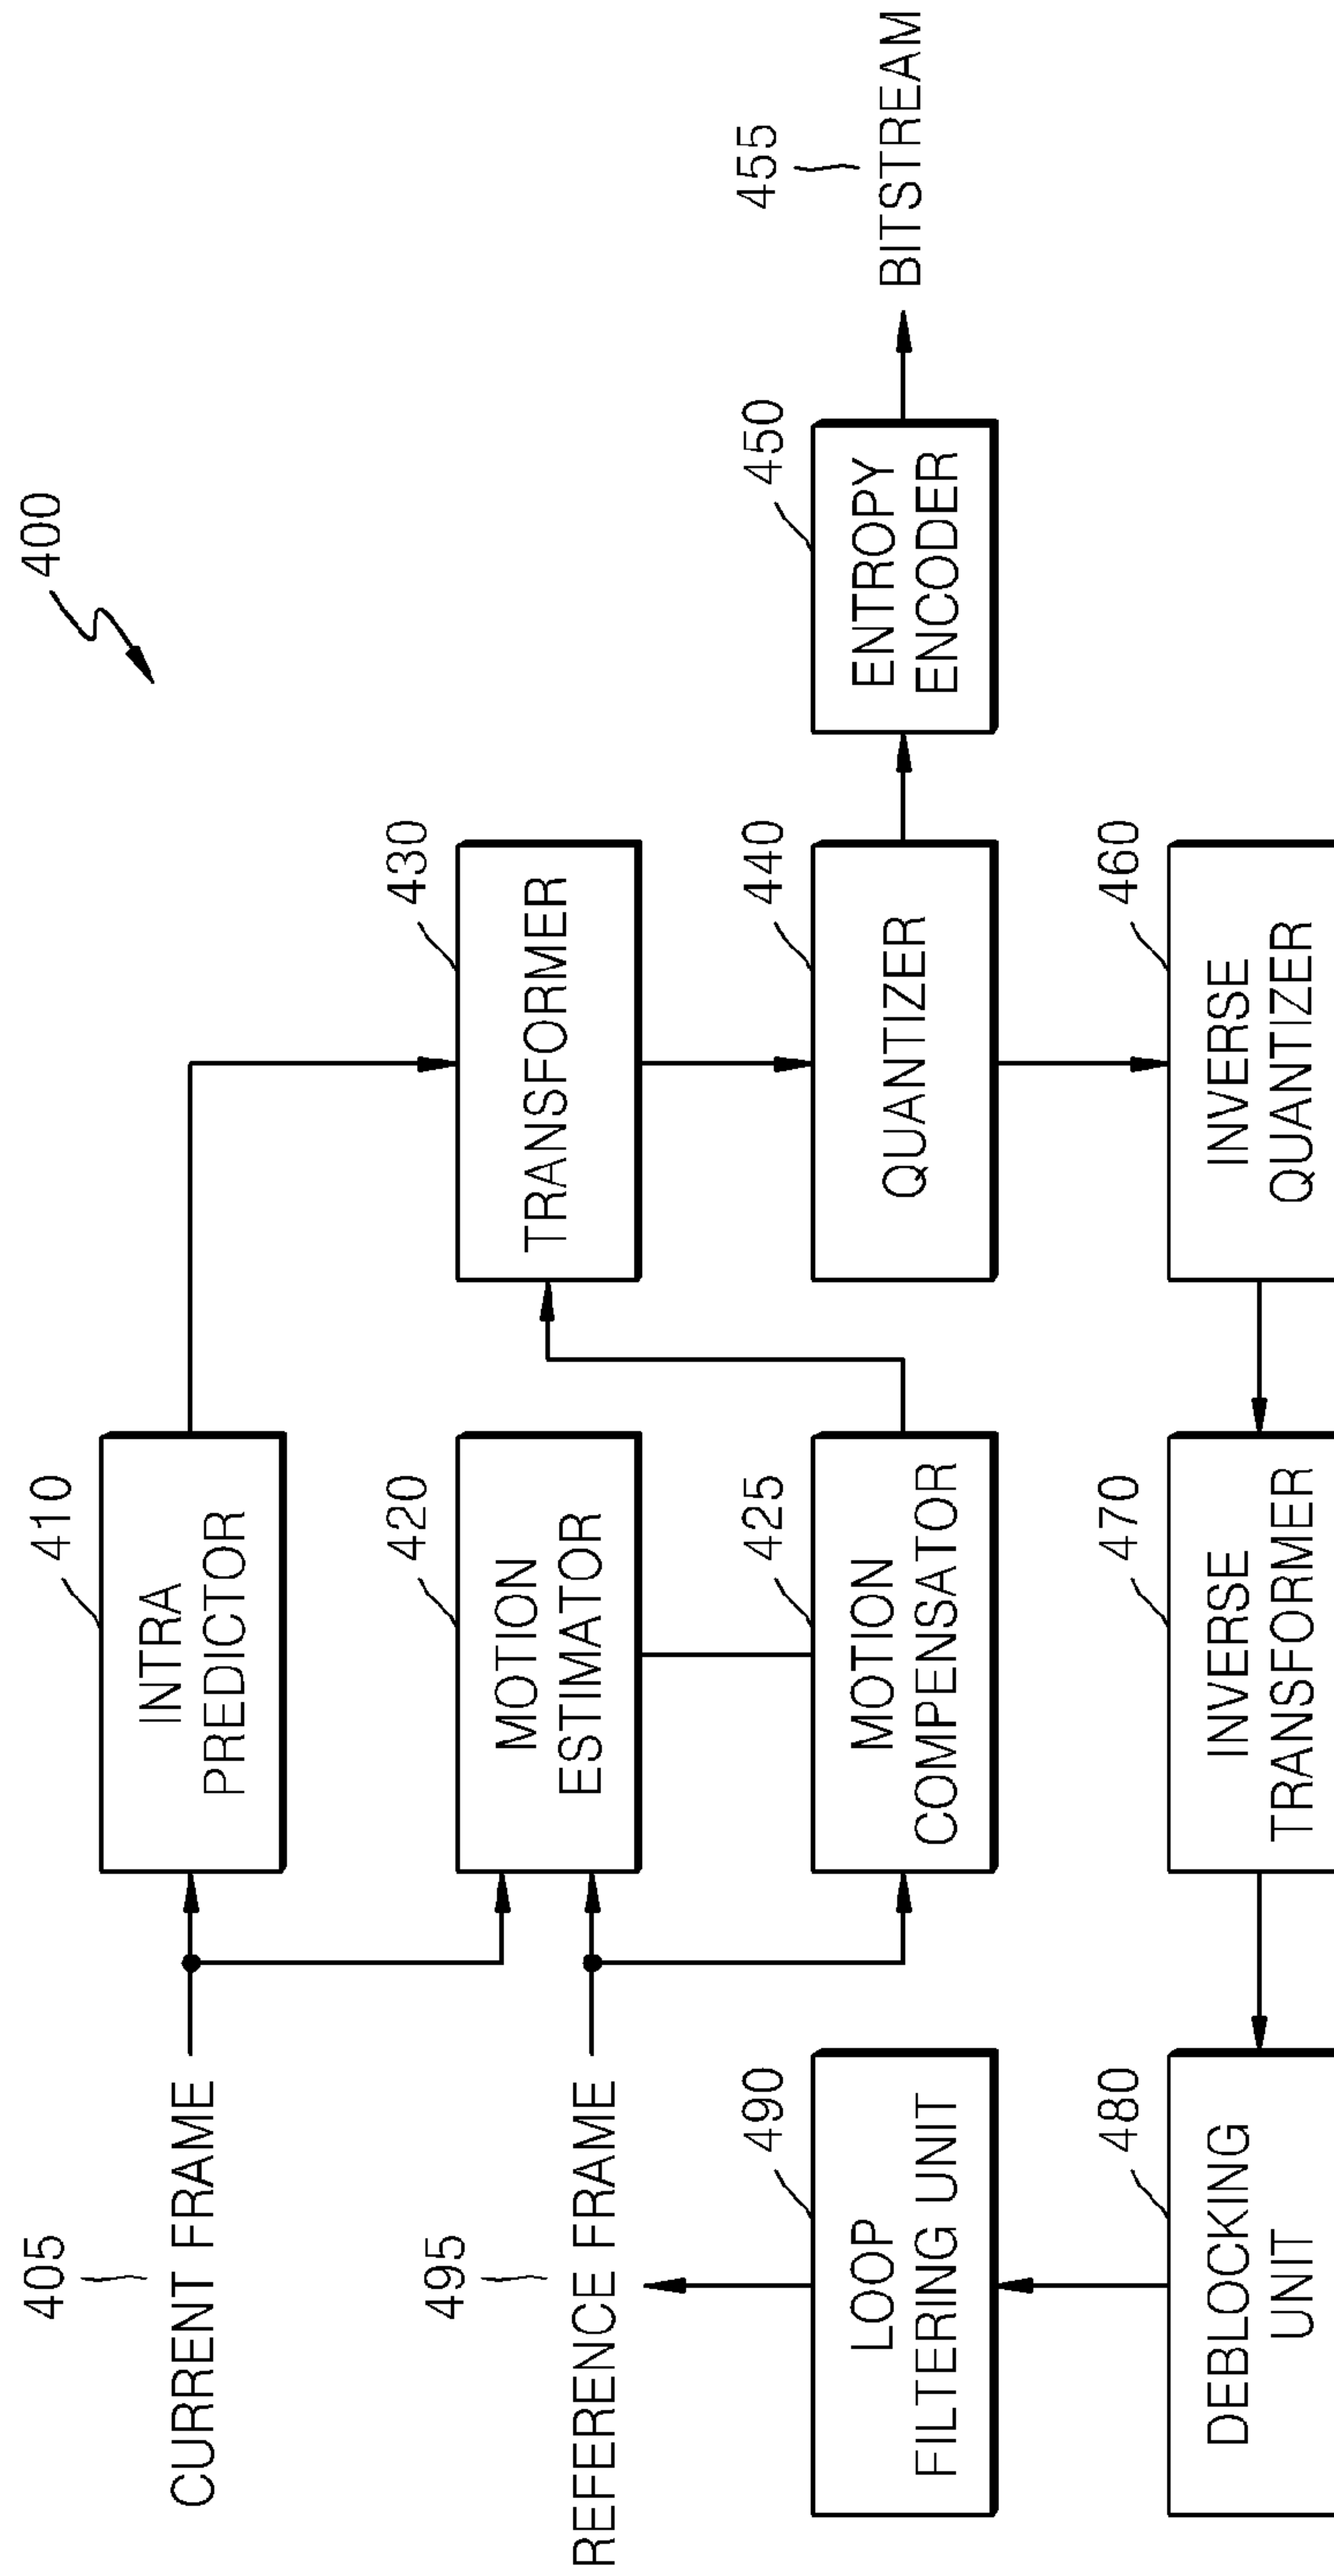 400
405
CURRENT FRAME
410
INTRA
PREDICTOR
495
REFERENCE FRAME
420
MOTION
ESTIMATOR
430
TRANSFORMER
490
LOOP
FILTERING UNIT
425
MOTION
COMPENSATOR
440
QUANTIZER
450
ENTROPY
ENCODER
455
BITSTREAM
480
DEBLOCKING
UNIT
470
INVERSE
TRANSFORMER
460
INVERSE
QUANTIZER